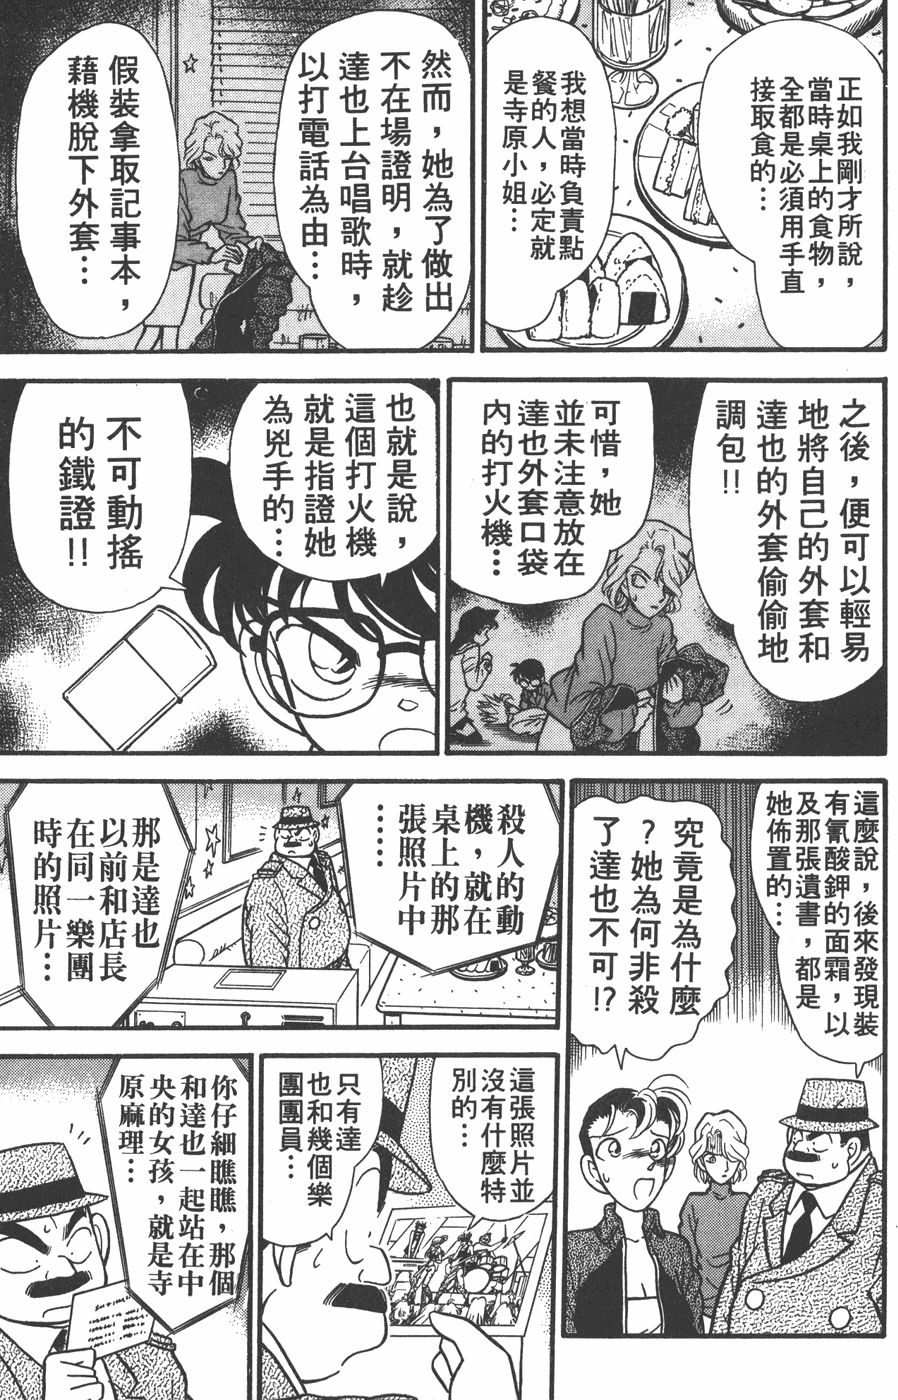 正如我剛才所說，
當時桌上的食物，
全都是必須用手直
接取食的…
我想當時負責點
餐的人，必定就
是寺原小姐…
然而，她為了做出
不在場證明，就趁
達也上台唱歌時，
以打電話為由…
假裝拿取記事本，
藉機脫下外套…
之後，便可以輕易
地將自己的外套和
達也的外套偷偷地
調包!!
可惜，她
並未注意放在
達也外套口袋
內的打火機…
也就是說，
這個打火機
就是指證她
為兇手的…
不可動搖
的鐵證!!
這麼說，後來發現裝
有氰酸鉀的面霜，以
及那張遺書，都是
她佈置的…
究竟是為什麼
？她為何非殺
了達也不可!?
殺人的動
機，就在
桌上的那
張照片中
……
那是達也
以前和店長
在同一樂團
時的照片…
這張照片並
沒有什麼特
別的…
只有達
也和幾個樂
團團員…
你仔細瞧瞧，那個
和達也一起站在中
央的女孩，就是寺
原麻理…